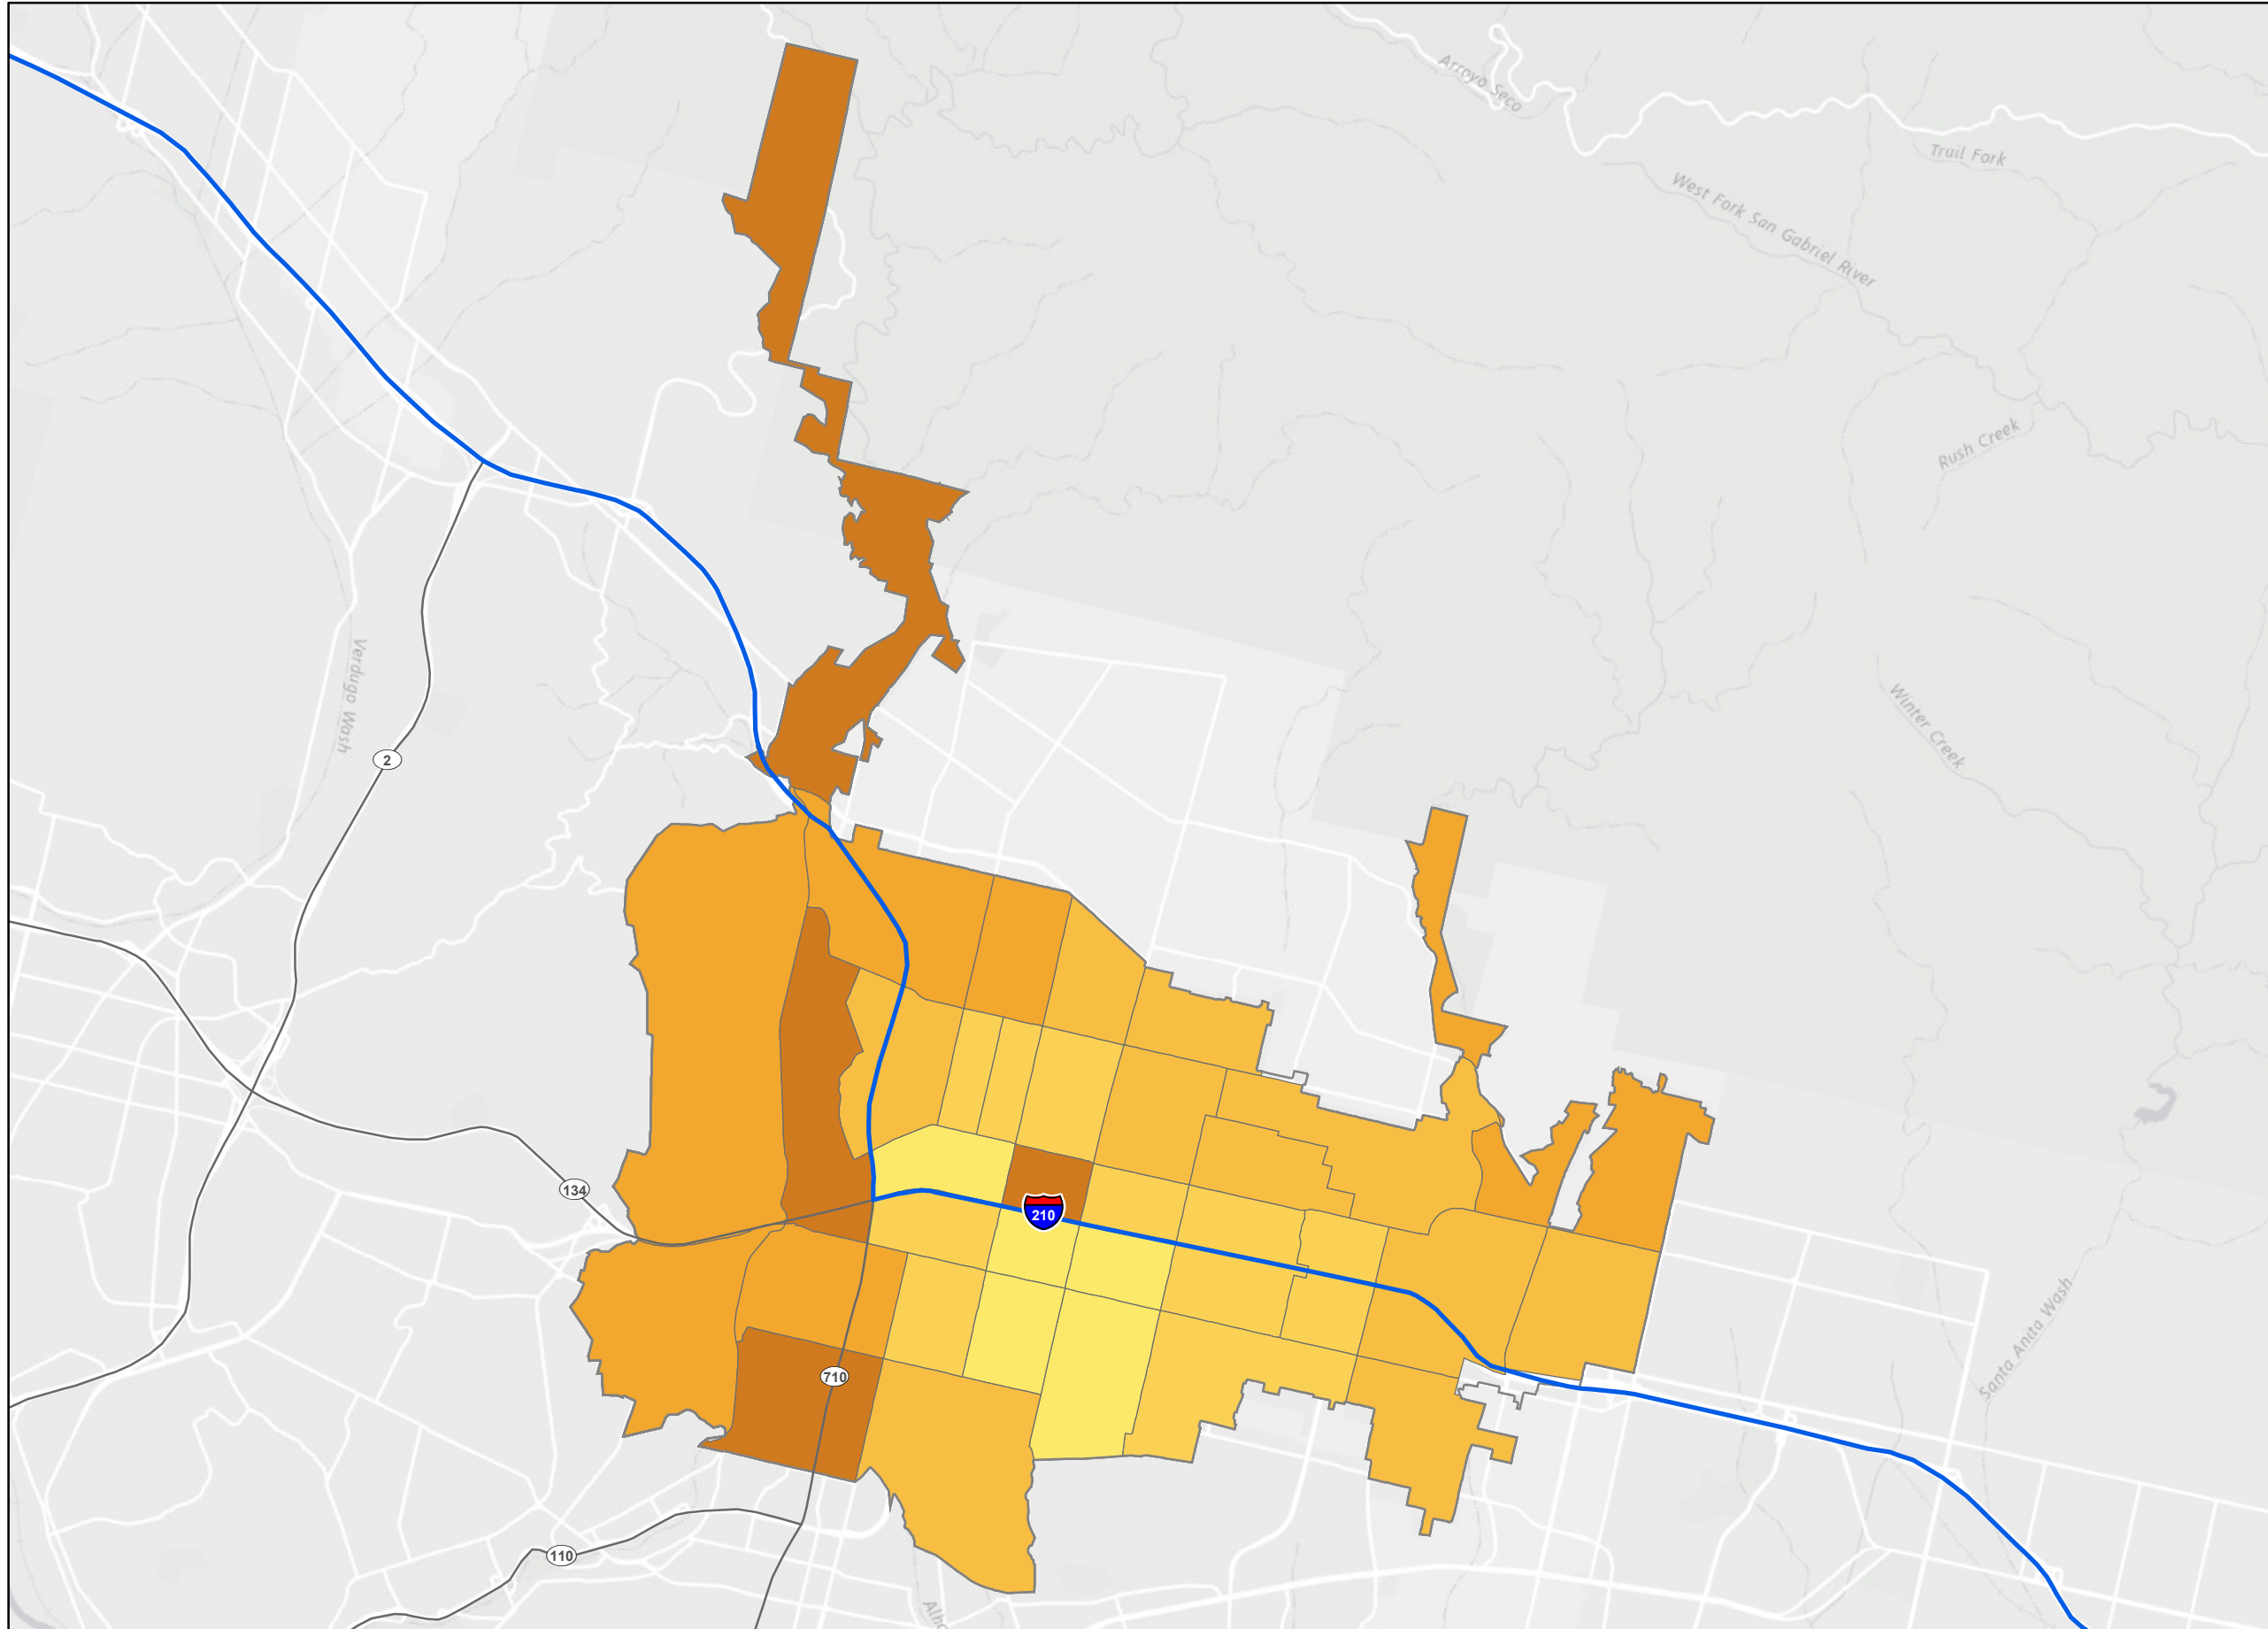 Arroyo Seco
Trail Fork
West Fork San Gabriel River
Rush Creek
Verdugo Wash
2
Winter Creek
134
210
Santa Anita Wash
710
110